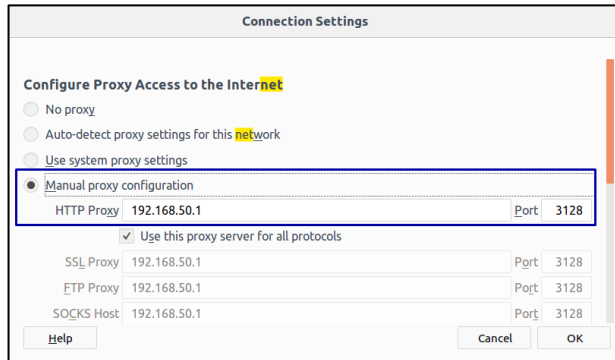 Connection Settings
Configure Proxy Access to the Internet
No proxy
Auto-detect proxy settings for this network
Use system proxy settings
Manual proxy configuration
HTTP Proxy 192.168.50.1 Port 3128
Use this proxy server for all protocols
SSL Proxy 192.168.50.1 Port 3128
FTP Proxy 192.168.50.1 Port 3128
SOCKS Host 192.168.50.1 Port 3128
Help Cancel OK